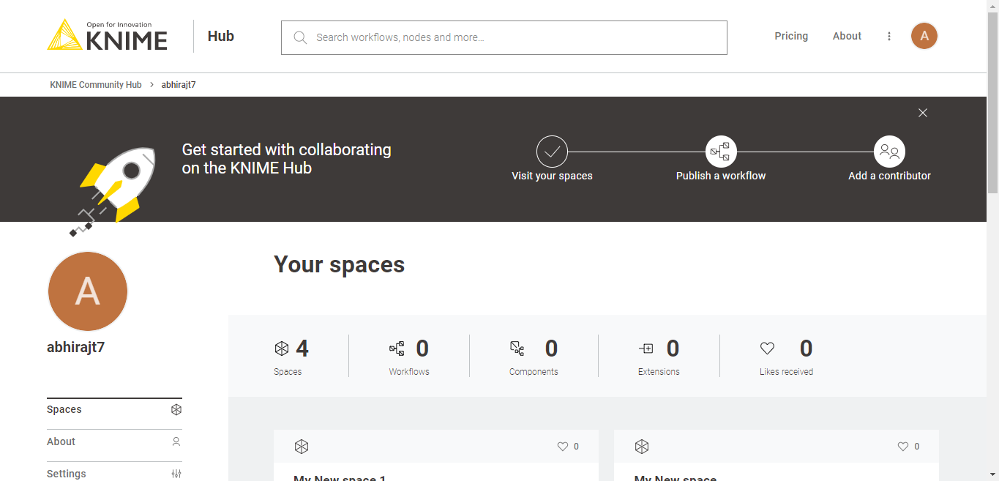 Open for Innovation
KNIME
Hub
Search workflows, nodes and more...
Pricing
About
A
KNIME Community Hub > abhirajt7
Get started with collaborating
on the KNIME Hub
Visit your spaces
Publish a workflow
Add a contributor
A
abhirajt7
Spaces
About
Settings
Your spaces
4
Spaces
0
Workflows
0
Components
0
Extensions
0
Likes received
0
My New space 1
0
My New space